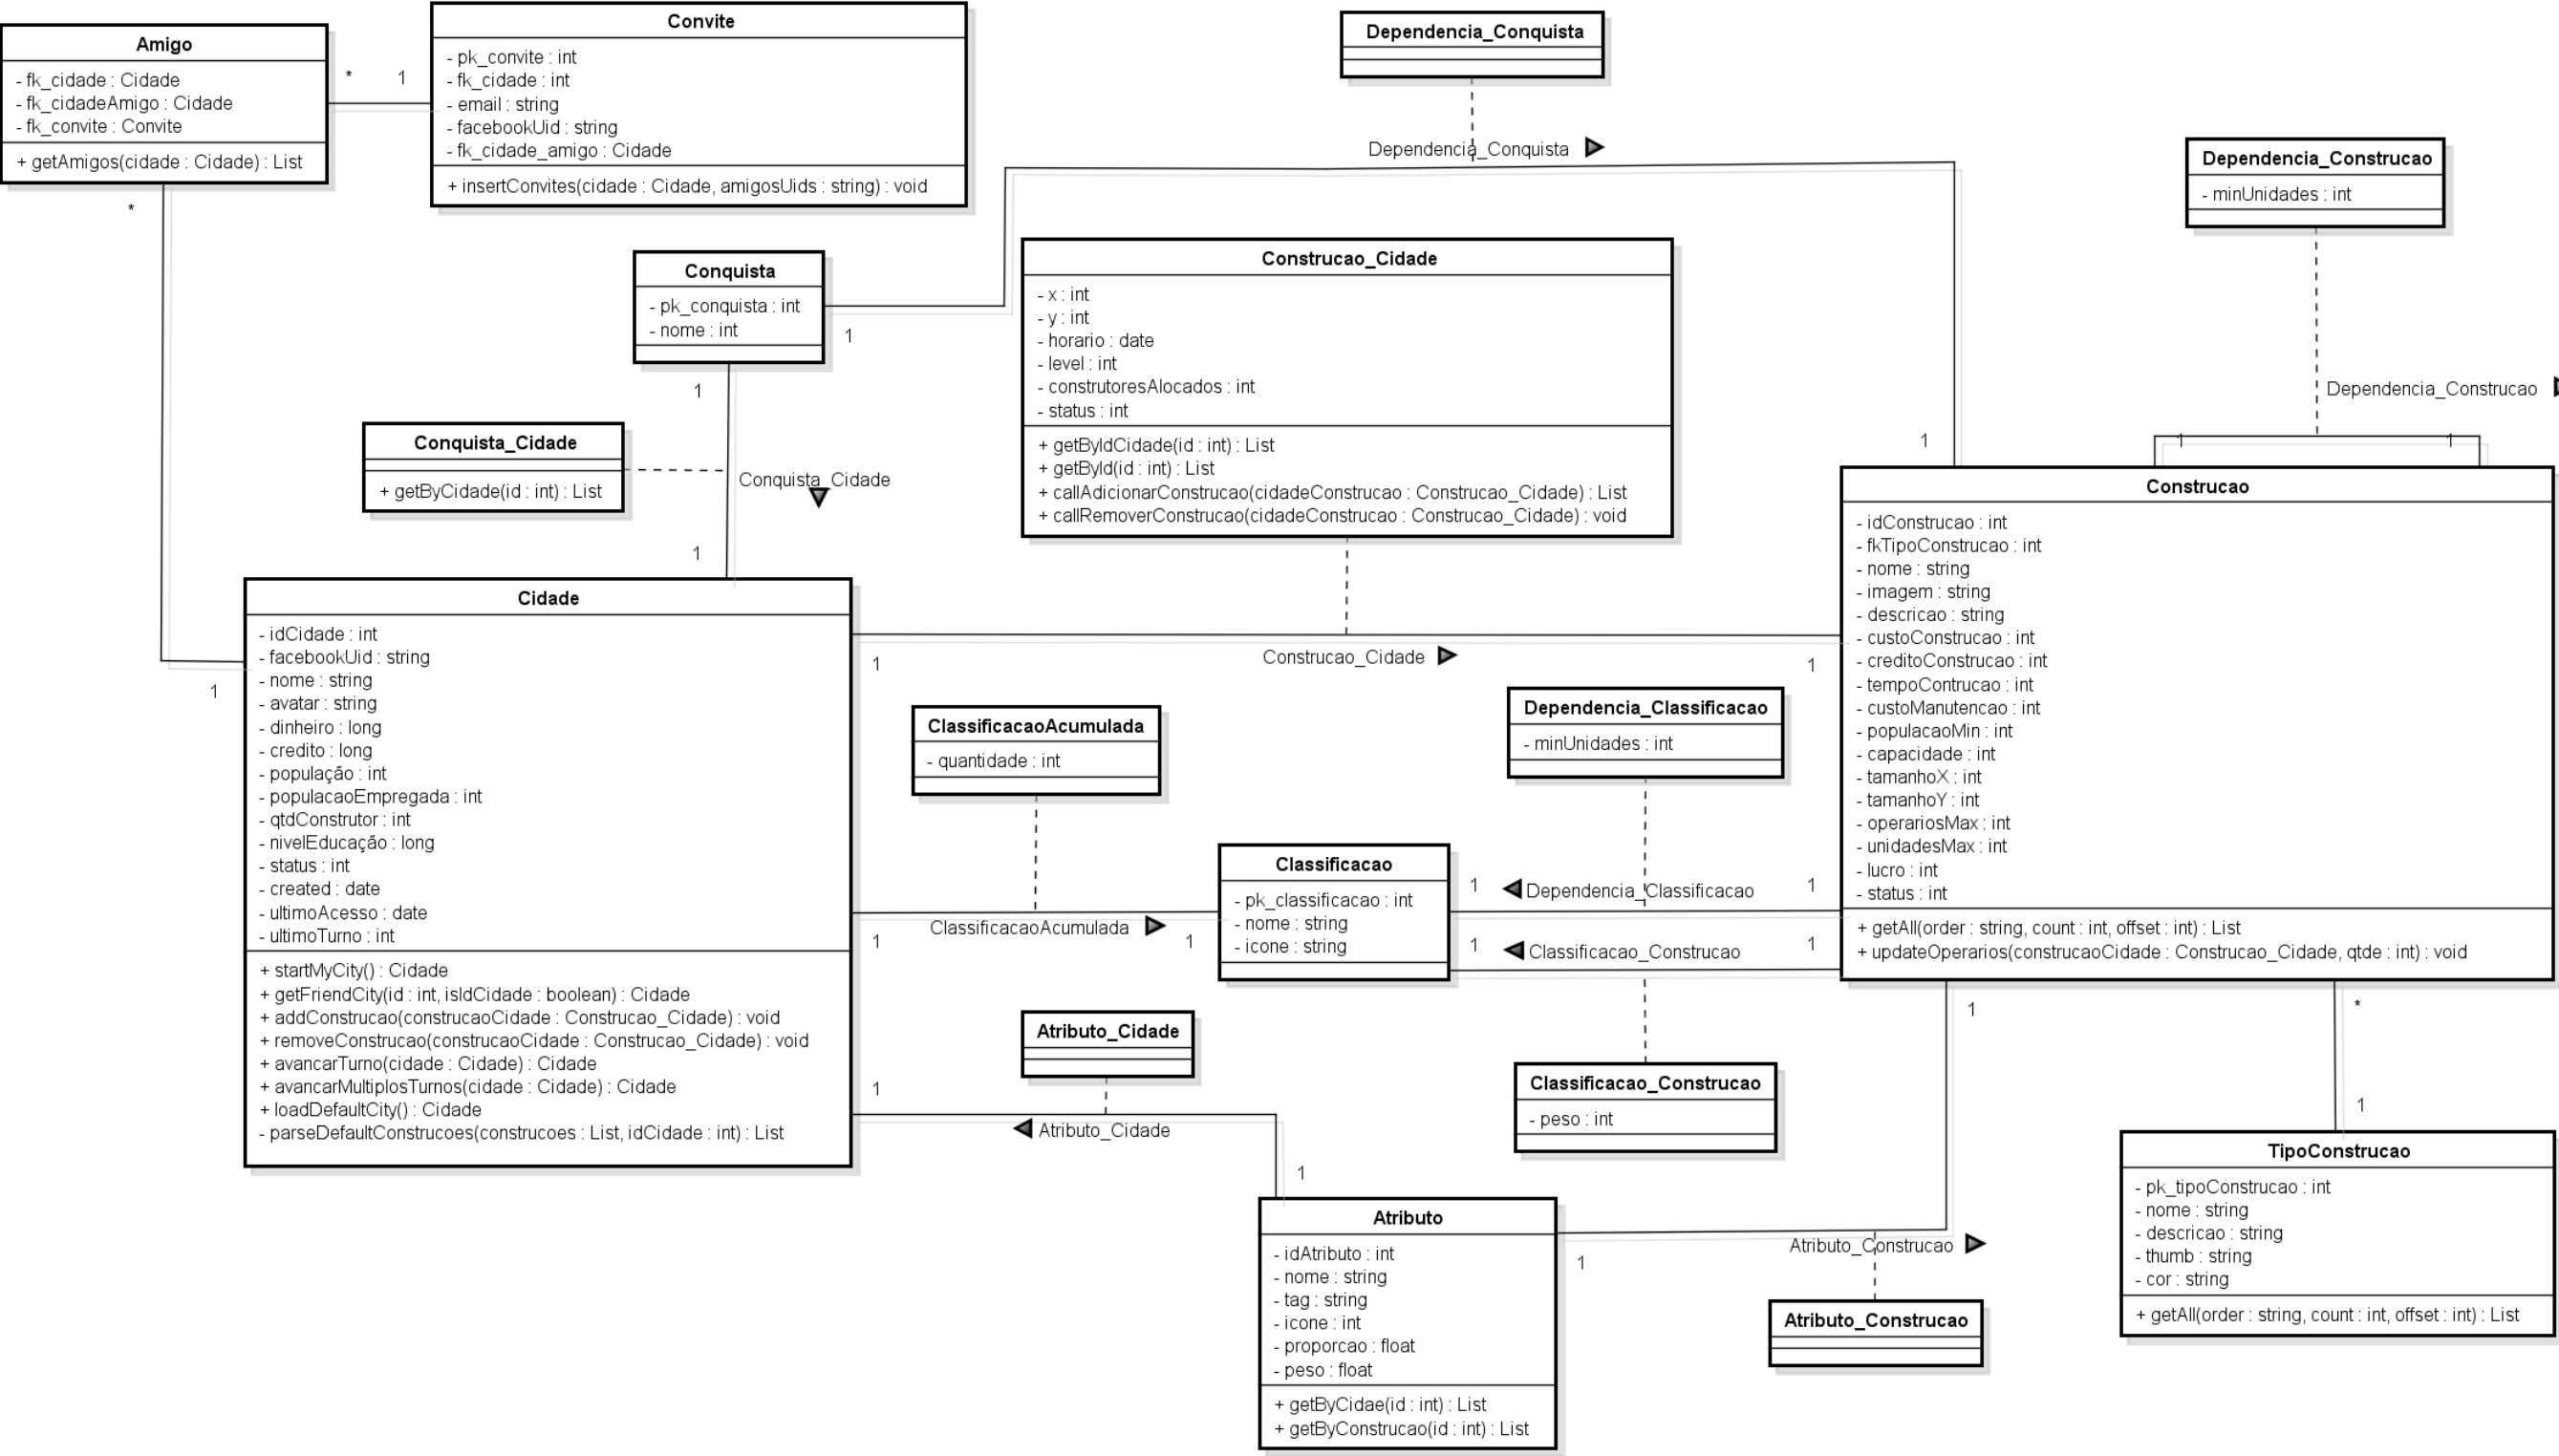 Amigo
- fk_cidade : Cidade
- fk_cidadeAmigo : Cidade
- fk_convite : Convite
+ getAmigos(cidade : Cidade) : List
*
1
Convite
- pk_convite : int
- fk_cidade : int
- email : string
- facebookUid : string
- fk_cidade_amigo : Cidade
+ insertConvites(cidade : Cidade, amigosUids : string) : void
Dependencia_Conquista
Dependencia_Conquista
Dependencia_Construcao
- minUnidades : int
Dependencia_Construcao
1
1
*
Conquista
- pk_conquista : int
- nome : int
1
1
Conquista_Cidade
+ getByCidade(id : int) : List
Conquista_Cidade
1
Construcao_Cidade
- x : int
- y : int
- horario : date
- level : int
- construtoresAlocados : int
- status : int
+ getByIdCidade(id : int) : List
+ getById(id : int) : List
+ callAdicionarConstrucao(cidadeConstrucao : Construcao_Cidade) : List
+ callRemoverConstrucao(cidadeConstrucao : Construcao_Cidade) : void
1
Construcao
- idConstrucao : int
- fkTipoConstrucao : int
- nome : string
- imagem : string
- descricao : string
- custoConstrucao : int
- creditoConstrucao : int
- tempoContrucao : int
- custoManutencao : int
- populacaoMin : int
- capacidade : int
- tamanhoX : int
- tamanhoY : int
- operariosMax : int
- unidadesMax : int
- lucro : int
- status : int
+ getAll(order : string, count : int, offset : int) : List
+ updateOperarios(construcaoCidade : Construcao_Cidade, qtde : int) : void
1
Cidade
- idCidade : int
- facebookUid : string
- nome : string
- avatar : string
- dinheiro : long
- credito : long
- população : int
- populacaoEmpregada : int
- qtdConstrutor : int
- nivelEducação : long
- status : int
- created : date
- ultimoAcesso : date
- ultimoTurno : int
+ startMyCity() : Cidade
+ getFriendCity(id : int, isIdCidade : boolean) : Cidade
+ addConstrucao(construcaoCidade : Construcao_Cidade) : void
+ removeConstrucao(construcaoCidade : Construcao_Cidade) : void
+ avancarTurno(cidade : Cidade) : Cidade
+ avancarMultiplosTurnos(cidade : Cidade) : Cidade
+ loadDefaultCity() : Cidade
- parseDefaultConstrucoes(construcoes : List, idCidade : int) : List
1
Construcao_Cidade
1
ClassificacaoAcumulada
- quantidade : int
ClassificacaoAcumulada
1
1
Dependencia_Classificacao
- minUnidades : int
Classificacao
- pk_classificacao : int
- nome : string
- icone : string
1
Dependencia_Classificacao
1
1
Classificacao_Construcao
1
Classificacao_Construcao
- peso : int
Atributo_Cidade
1
Atributo_Cidade
1
Atributo
- idAtributo : int
- nome : string
- tag : string
- icone : int
- proporcao : float
- peso : float
+ getByCidae(id : int) : List
+ getByConstrucao(id : int) : List
1
1
Atributo_Construcao
Atributo_Construcao
*
1
TipoConstrucao
- pk_tipoConstrucao : int
- nome : string
- descricao : string
- thumb : string
- cor : string
+ getAll(order : string, count : int, offset : int) : List